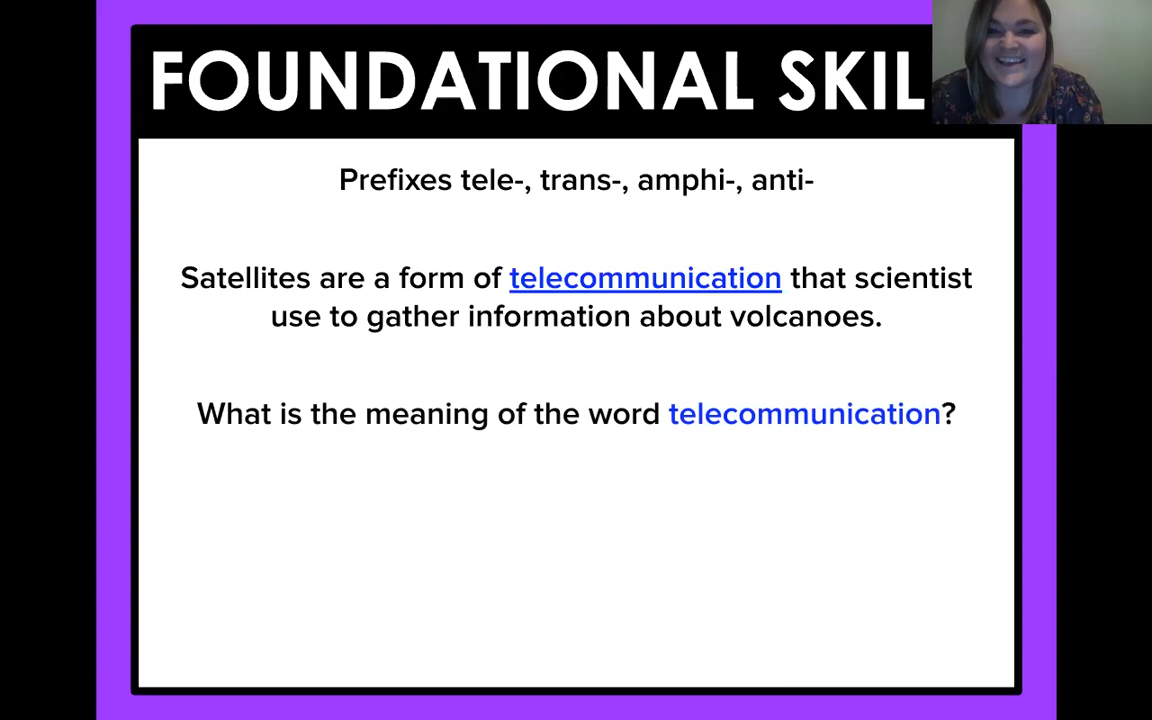 FOUNDATIONAL SKIL
Prefixes tele-, trans-, amphi-, anti-
Satellites are a form of telecommunication that scientist
use to gather information about volcanoes.
What is the meaning of the word telecommunication?